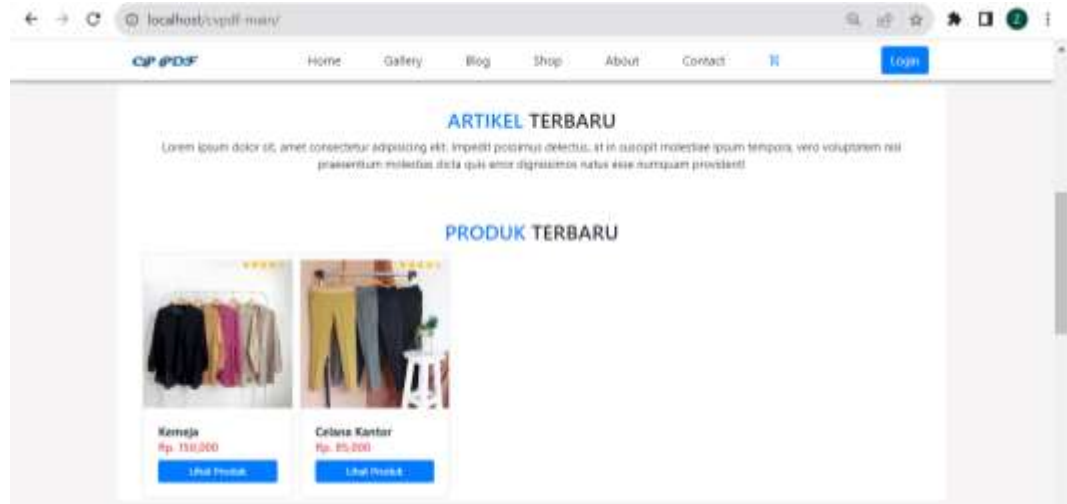 localhost/cvpdf-main/
Home Gallery Blog Shop About Contact Login
ARTIKEL TERBARU
Lorem ipsum dolor sit, amet consectetur adipisicing elit. Impedit possimus delectus, at in suscipit molestiae ipsum tempora, vero voluptatem nisi
praesentium molestias dicta quis error dignissimos natus esse numquam provident!
PRODUK TERBARU
Kemeja Celana Kantor
Rp. 150,000 Rp. 85,000
Lihat Produk Lihat Produk